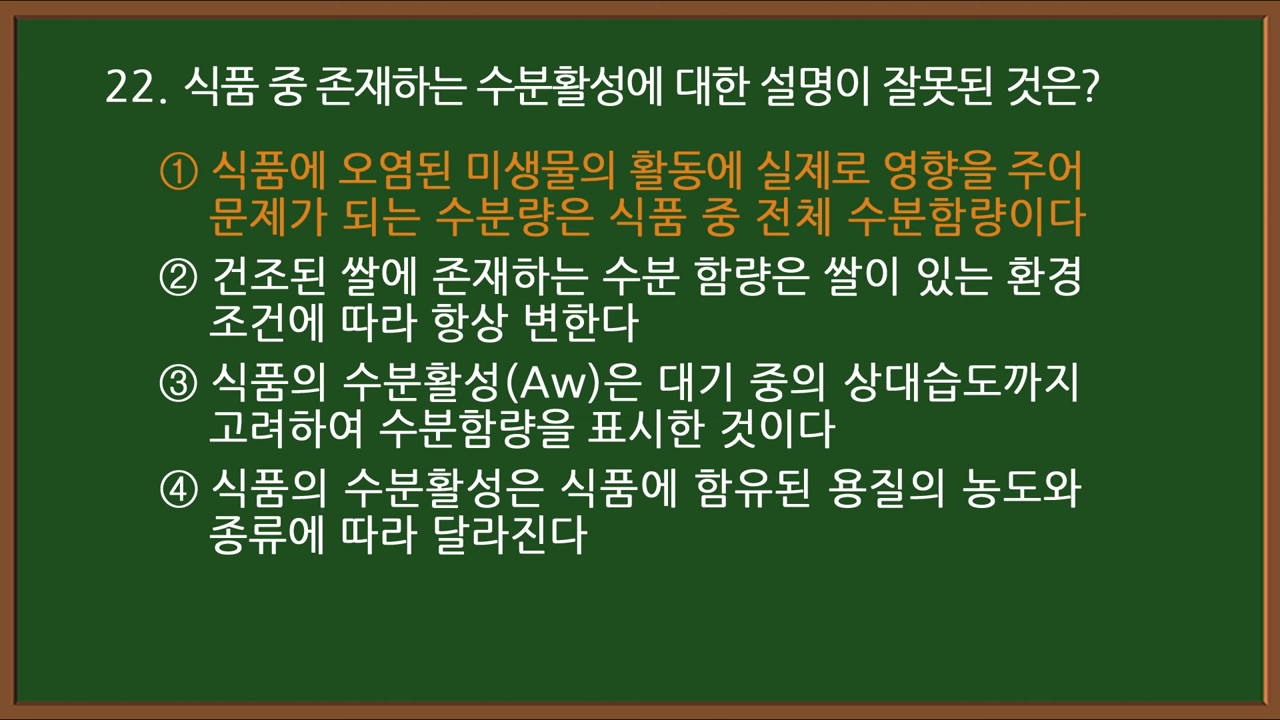 22. 식품 중 존재하는 수분활성에 대한 설명이 잘못된 것은?
① 식품에 오염된 미생물의 활동에 실제로 영향을 주어
문제가 되는 수분량은 식품 중 전체 수분함량이다
② 건조된 쌀에 존재하는 수분 함량은 쌀이 있는 환경
조건에 따라 항상 변한다
③ 식품의 수분활성(Aw)은 대기 중의 상대습도까지
고려하여 수분함량을 표시한 것이다
④ 식품의 수분활성은 식품에 함유된 용질의 농도와
종류에 따라 달라진다